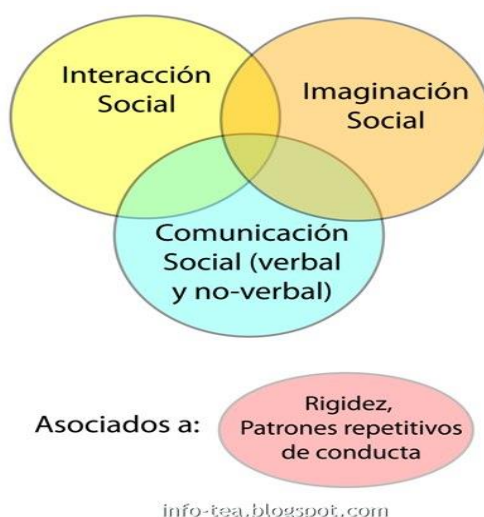 Interacción
Social
Imaginación
Social
Comunicación
Social (verbal
y no-verbal)
Asociados a:
Rigidez,
Patrones repetitivos
de conducta
info-tea.blogspot.com